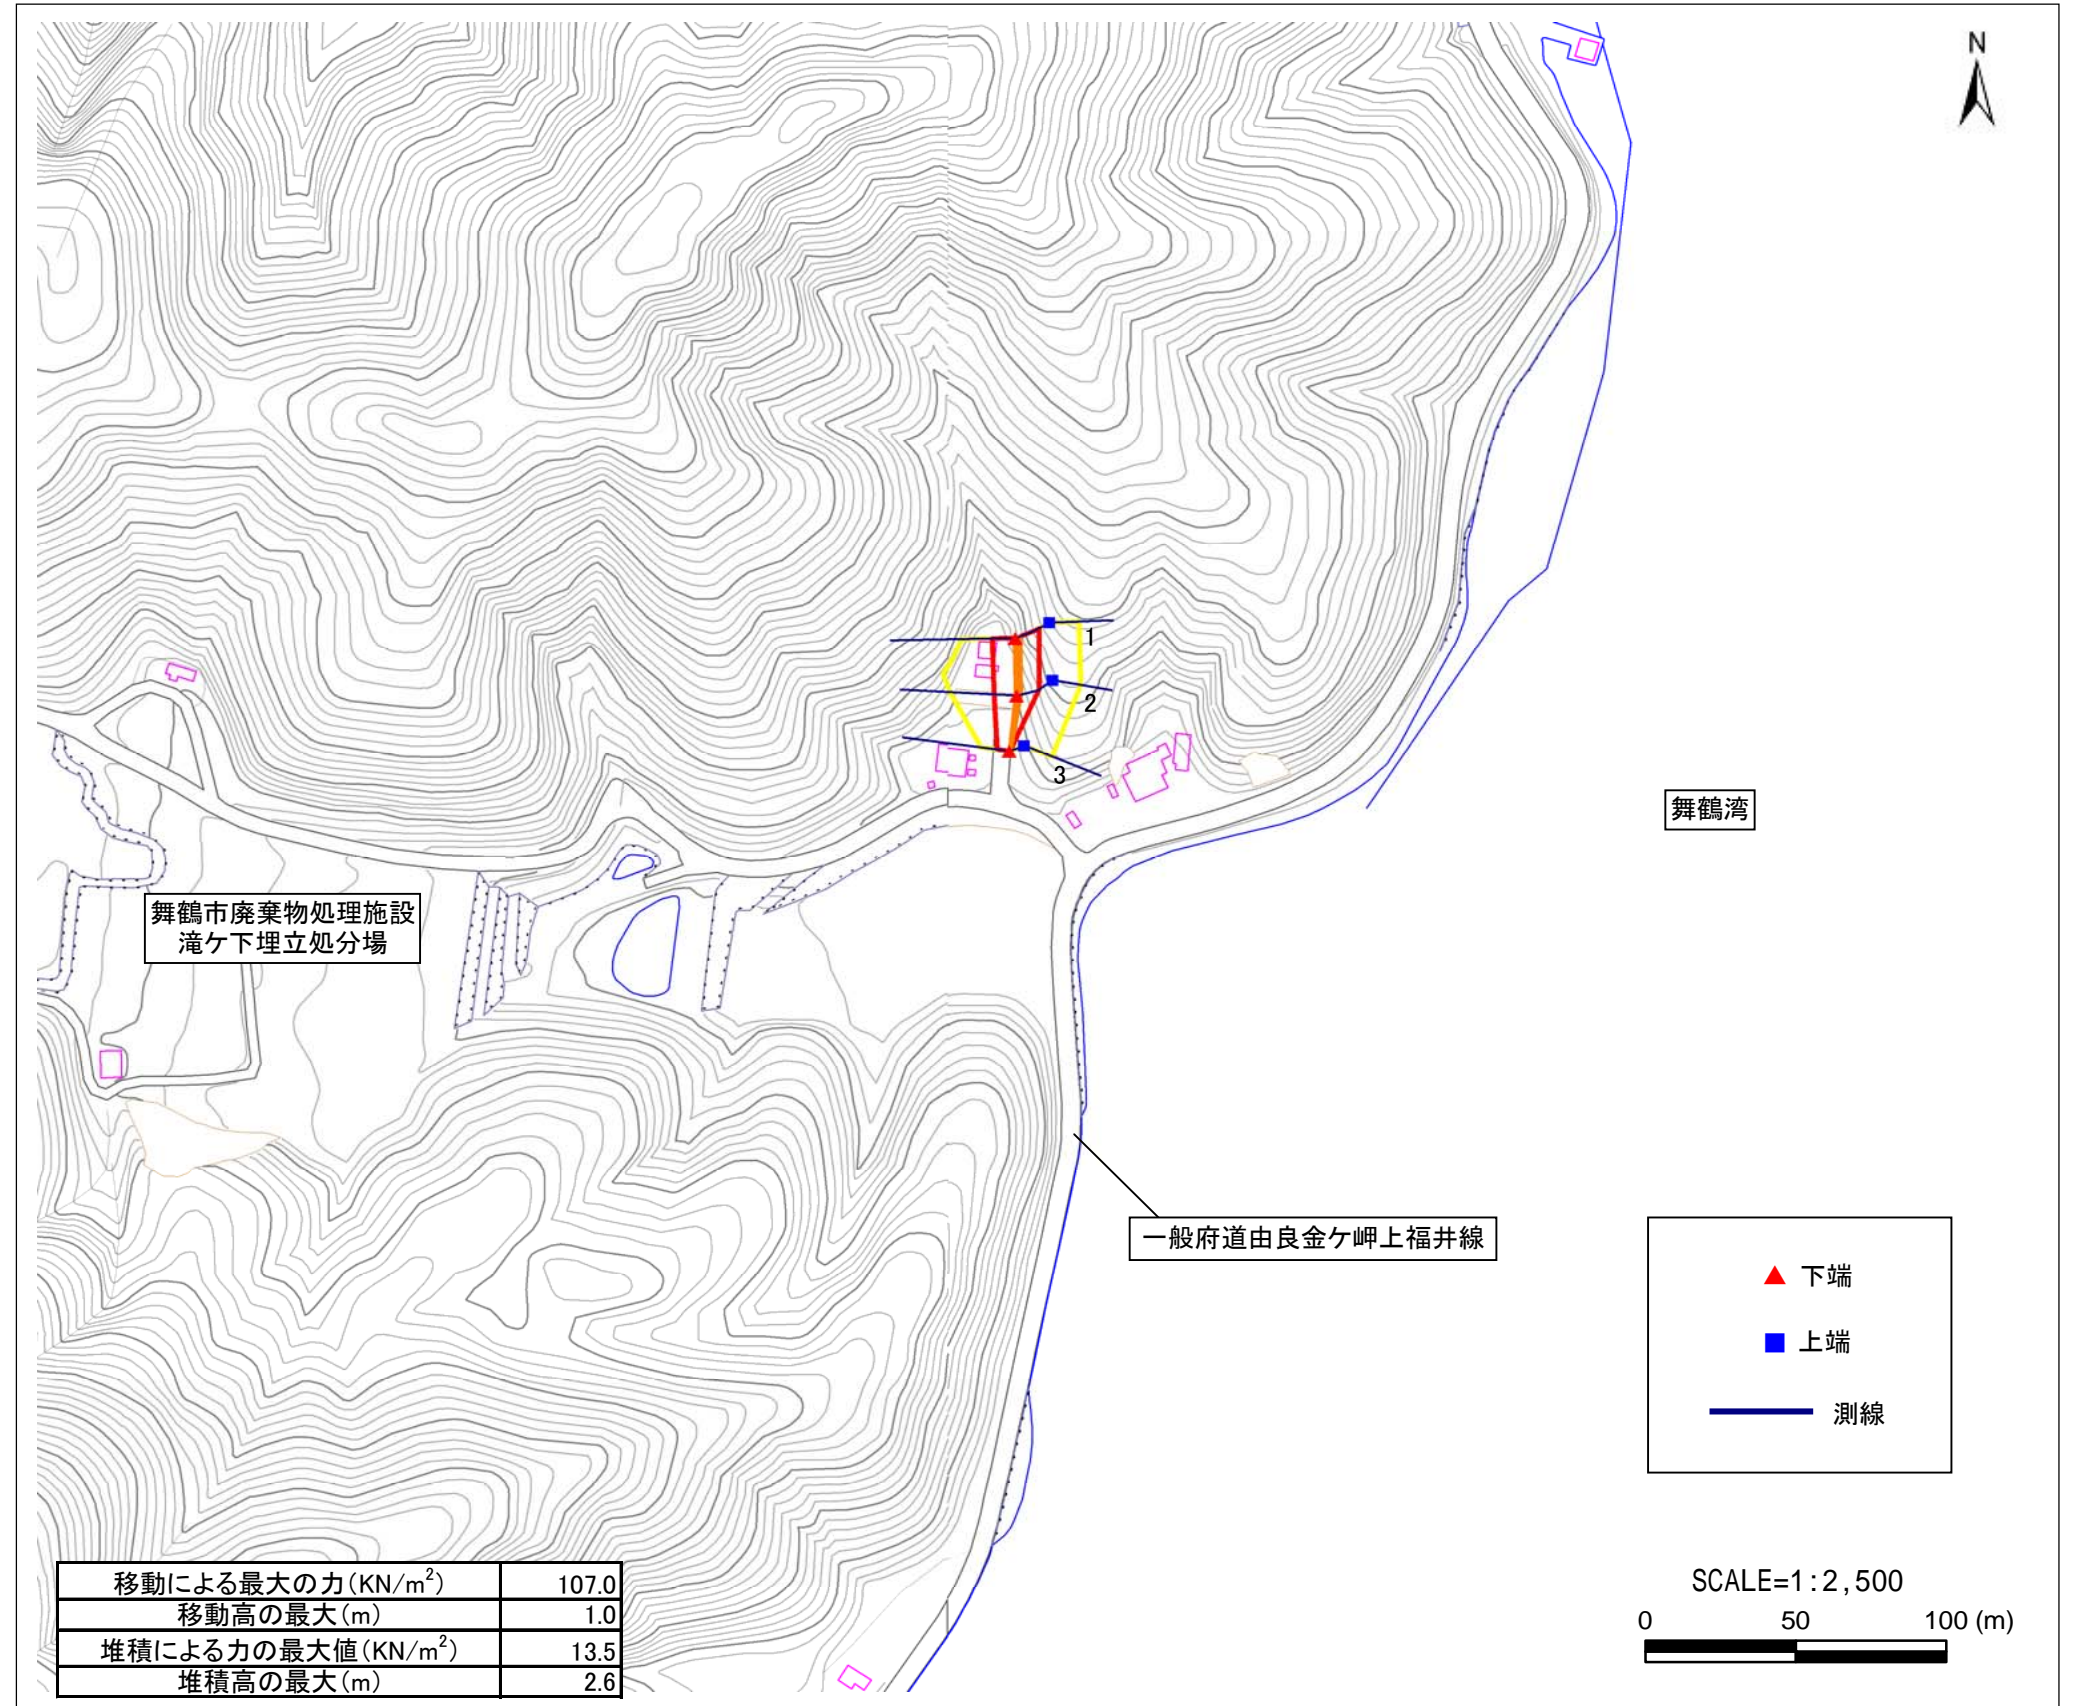 N
1
2
3
舞鶴湾
舞鶴市廃棄物処理施設
滝ケ下埋立処分場
一般府道由良金ケ岬上福井線
下端
上端
測線
移動による最大の力(KN/m²) 107.0
移動高の最大(m) 1.0
堆積による力の最大値(KN/m²) 13.5
堆積高の最大(m) 2.6
SCALE=1:2,500
0 50 100 (m)